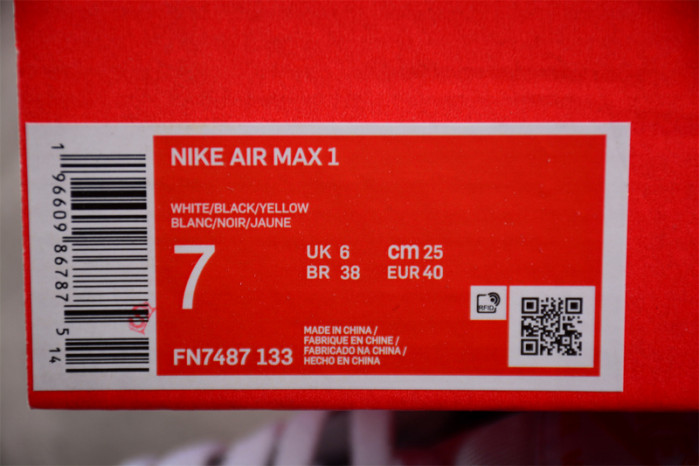 NIKE AIR MAX 1
WHITE/BLACK/YELLOW
BLANC/NOIR/JAUNE
7
UK 6
cm 25
BR 38
EUR 40
RFID
MADE IN CHINA /
FABRIQUE EN CHINE /
FABRICADO NA CHINA /
HECHO EN CHINA
FN7487 133
1 96609 86787 5 14